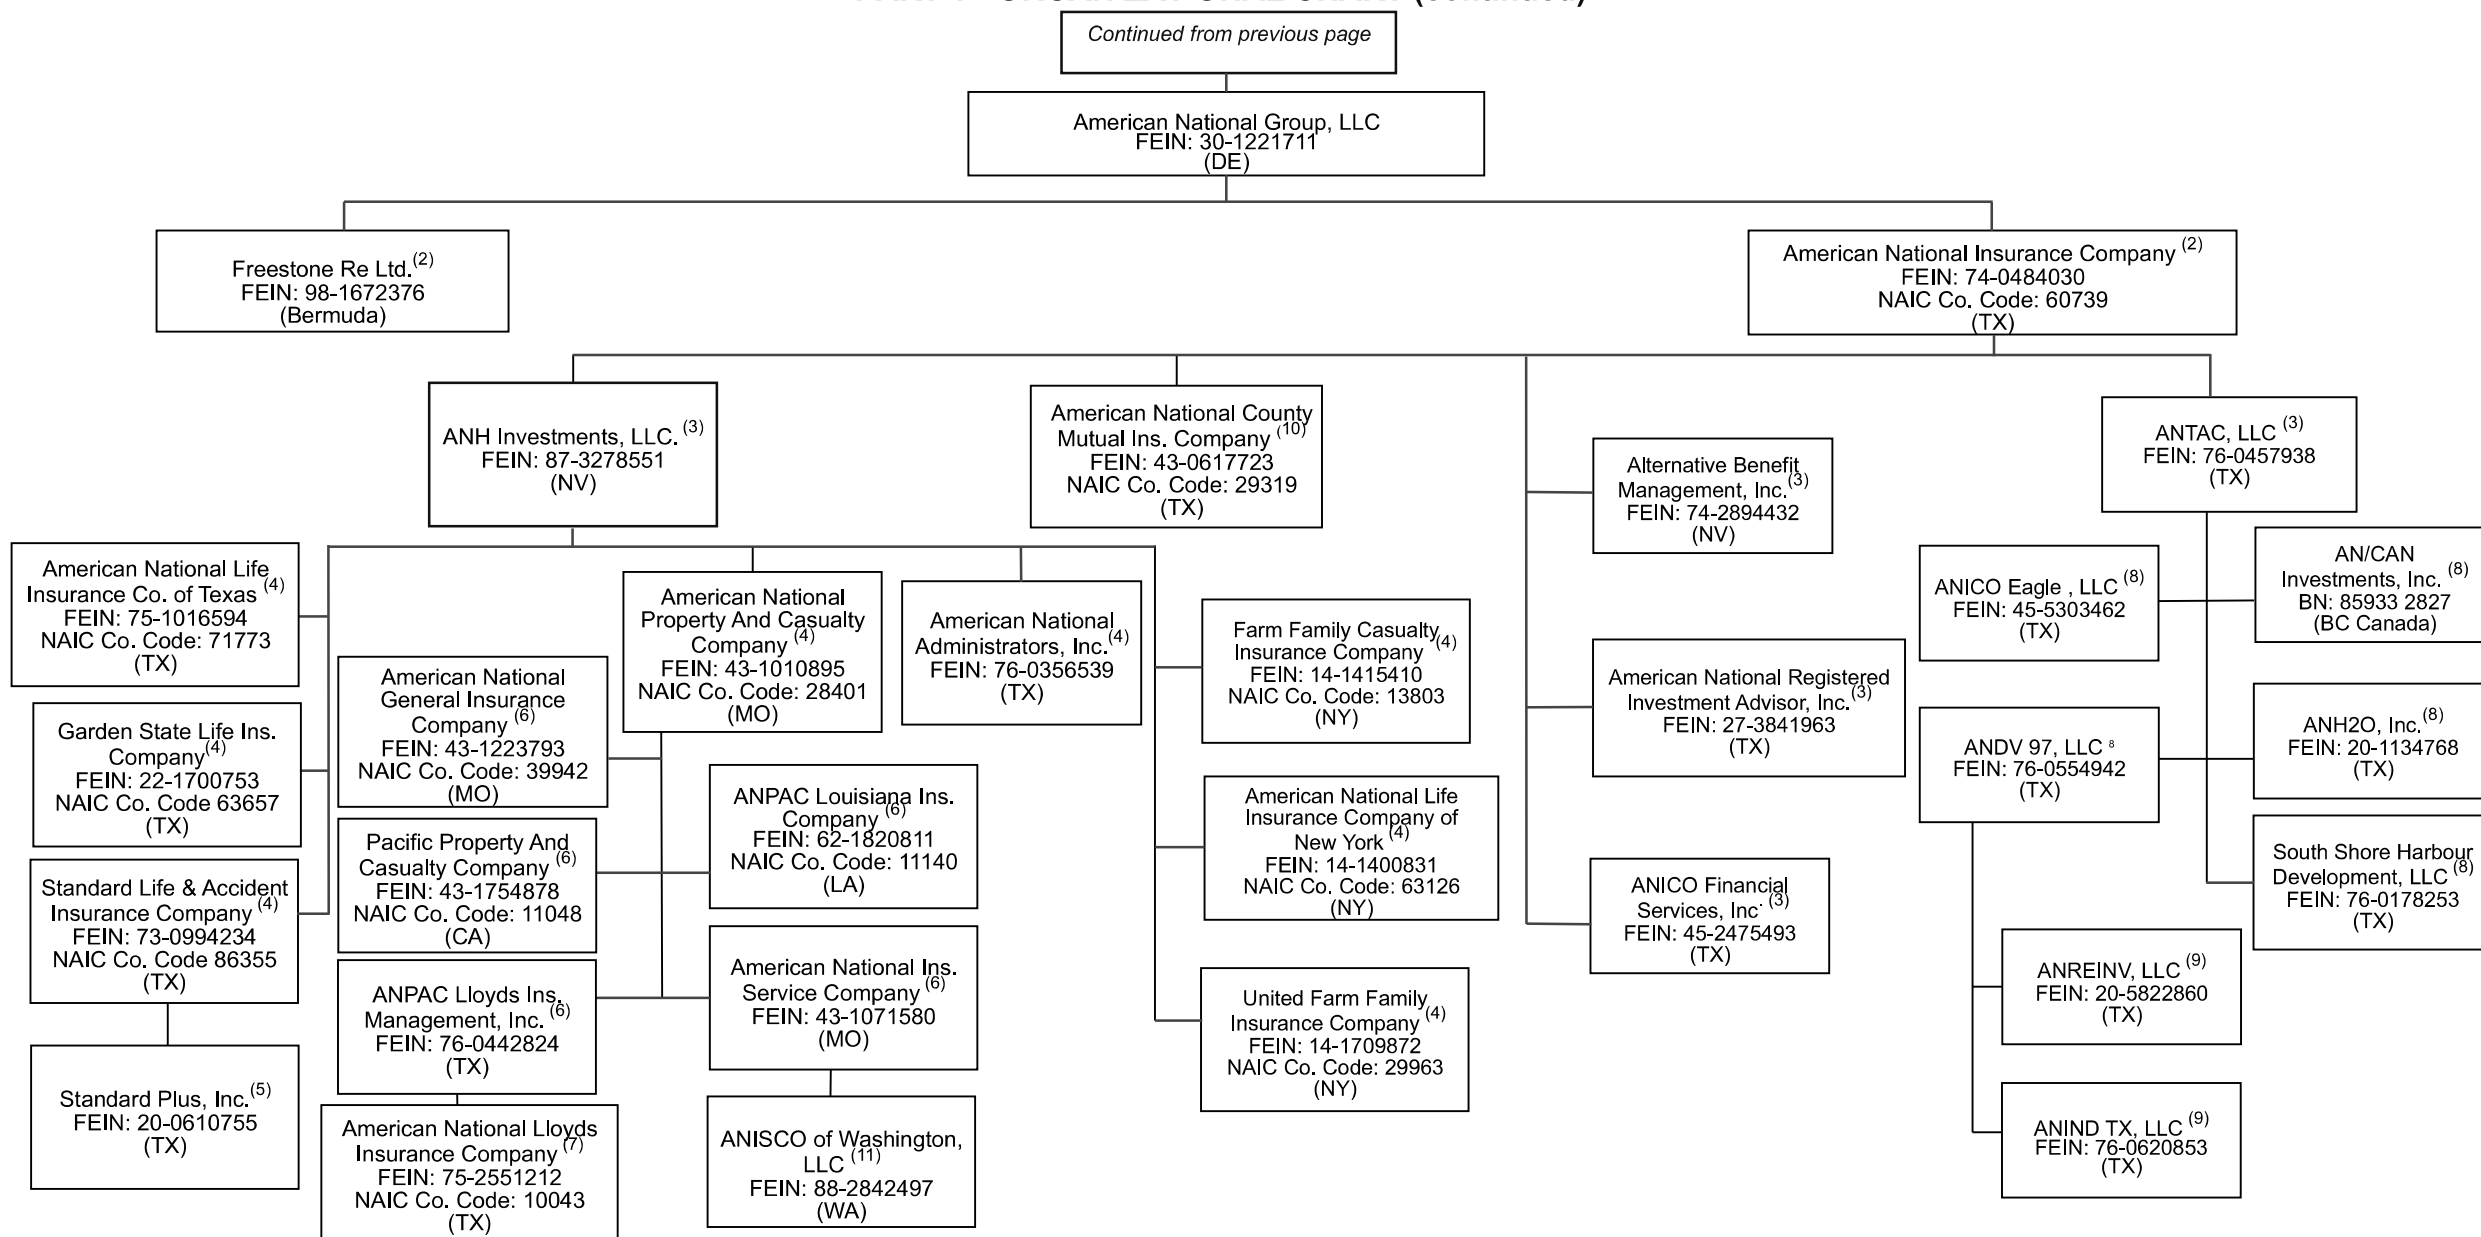 Continued from previous page
American National Group, LLC
FEIN: 30-1221711
(DE)
Freestone Re Ltd.(2)
FEIN: 98-1672376
(Bermuda)
American National Insurance Company (2)
FEIN: 74-0484030
NAIC Co. Code: 60739
(TX)
ANH Investments, LLC. (3)
FEIN: 87-3278551
(NV)
American National County
Mutual Ins. Company (10)
FEIN: 43-0617723
NAIC Co. Code: 29319
(TX)
Alternative Benefit
Management, Inc.(3)
FEIN: 74-2894432
(NV)
ANTAC, LLC (3)
FEIN: 76-0457938
(TX)
American National Life
Insurance Co. of Texas (4)
FEIN: 75-1016594
NAIC Co. Code: 71773
(TX)
American National
General Insurance
Company (6)
FEIN: 43-1223793
NAIC Co. Code: 39942
(MO)
American National
Property And Casualty
Company (4)
FEIN: 43-1010895
NAIC Co. Code: 28401
(MO)
American National
Administrators, Inc.(4)
FEIN: 76-0356539
(TX)
Farm Family Casualty
Insurance Company (4)
FEIN: 14-1415410
NAIC Co. Code: 13803
(NY)
American National Registered
Investment Advisor, Inc.(3)
FEIN: 27-3841963
(TX)
ANICO Eagle , LLC (8)
FEIN: 45-5303462
(TX)
AN/CAN
Investments, Inc. (8)
BN: 85933 2827
(BC Canada)
Garden State Life Ins.
Company(4)
FEIN: 22-1700753
NAIC Co. Code 63657
(TX)
ANDV 97, LLC 8
FEIN: 76-0554942
(TX)
ANH2O, Inc.(8)
FEIN: 20-1134768
(TX)
Pacific Property And
Casualty Company (6)
FEIN: 43-1754878
NAIC Co. Code: 11048
(CA)
ANPAC Louisiana Ins.
Company (6)
FEIN: 62-1820811
NAIC Co. Code: 11140
(LA)
American National Life
Insurance Company of
New York (4)
FEIN: 14-1400831
NAIC Co. Code: 63126
(NY)
ANICO Financial
Services, Inc. (3)
FEIN: 45-2475493
(TX)
South Shore Harbour
Development, LLC (8)
FEIN: 76-0178253
(TX)
Standard Life & Accident
Insurance Company (4)
FEIN: 73-0994234
NAIC Co. Code 86355
(TX)
ANPAC Lloyds Ins.
Management, Inc. (6)
FEIN: 76-0442824
(TX)
American National Ins.
Service Company (6)
FEIN: 43-1071580
(MO)
United Farm Family
Insurance Company (4)
FEIN: 14-1709872
NAIC Co. Code: 29963
(NY)
ANREINV, LLC (9)
FEIN: 20-5822860
(TX)
Standard Plus, Inc.(5)
FEIN: 20-0610755
(TX)
American National Lloyds
Insurance Company (7)
FEIN: 75-2551212
NAIC Co. Code: 10043
(TX)
ANISCO of Washington,
LLC (11)
FEIN: 88-2842497
(WA)
ANIND TX, LLC (9)
FEIN: 76-0620853
(TX)